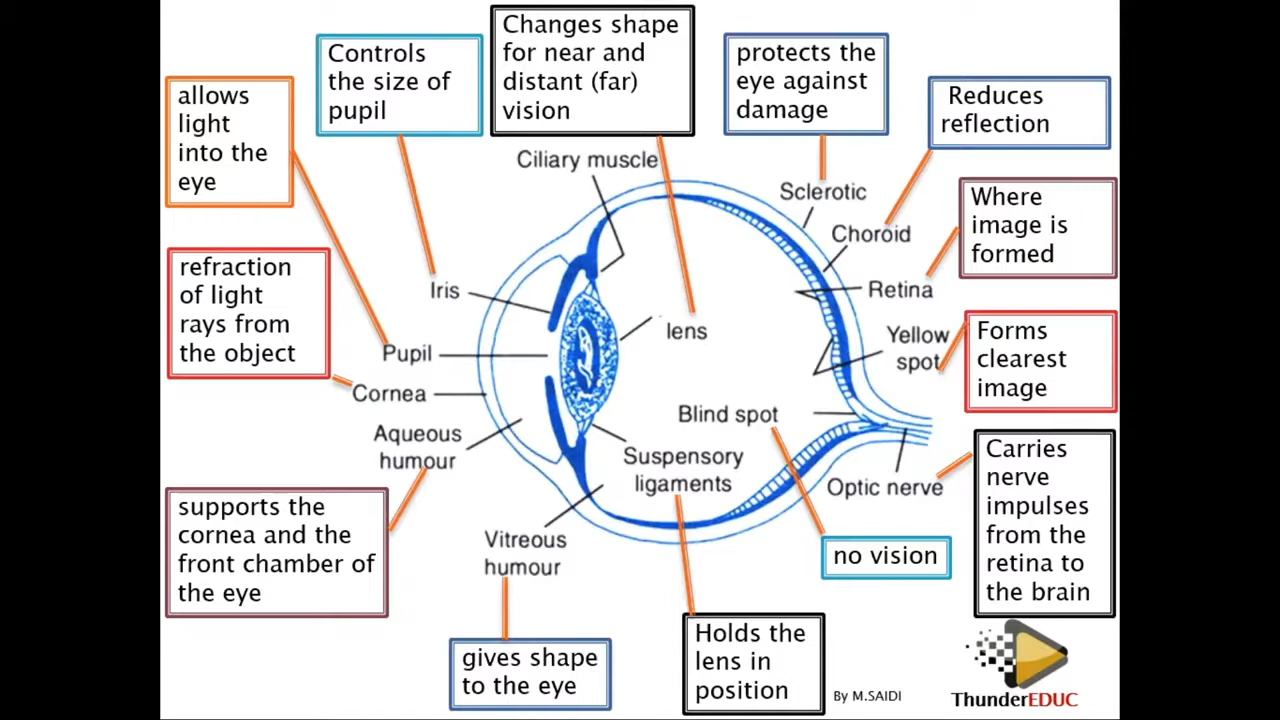 allows
light
into the
eye
Controls
the size of
pupil
Changes shape
for near and
distant (far)
vision
protects the
eye against
damage
Reduces
reflection
Where
image is
formed
Forms
clearest
image
Carries
nerve
impulses
from the
retina to
the brain
refraction
of light
rays from
the object
supports the
cornea and the
front chamber of
the eye
gives shape
to the eye
Holds the
lens in
position
no vision
Ciliary muscle
Sclerotic
Choroid
Retina
Yellow
spot
Iris
lens
Pupil
Cornea
Aqueous
humour
Blind spot
Suspensory
ligaments
Optic nerve
Vitreous
humour
By M.SAIDI
ThunderEDUC